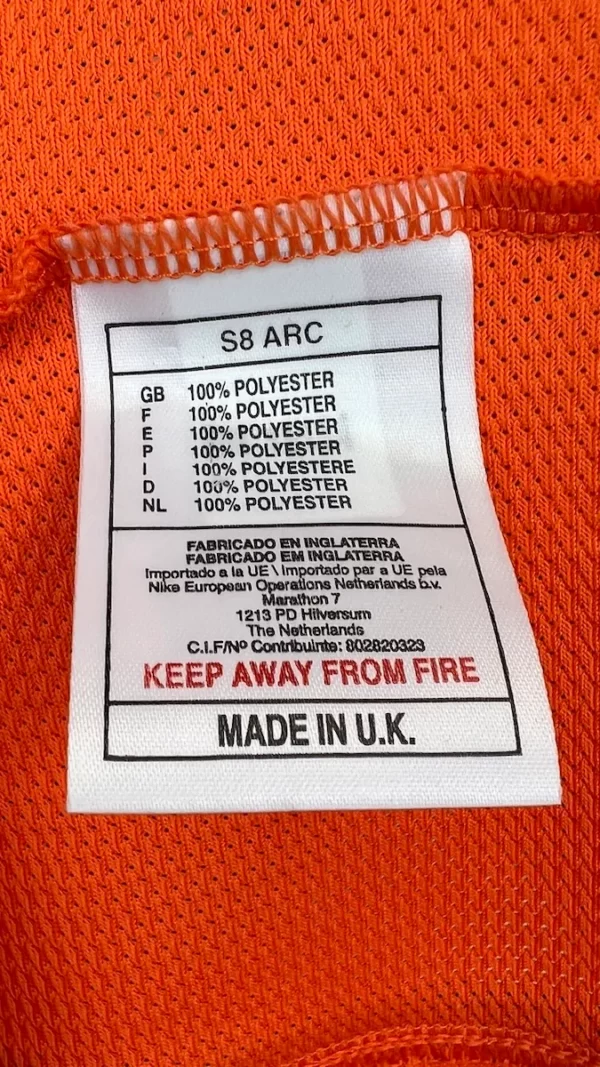 S8 ARC
GB 100% POLYESTER
F 100% POLYESTER
E 100% POLYESTER
P 100% POLYESTER
I 100% POLYESTERE
D 100% POLYESTER
NL 100% POLYESTER
FABRICADO EN INGLATERRA
FABRICADO EM INGLATERRA
Importado a la UE \ Importado par a UE pela
Nike European Operations Netherlands b.v.
Marathon 7
1213 PD Hilversum
The Netherlands
C.I.F/Nº Contribuinte: 802820323
KEEP AWAY FROM FIRE
MADE IN U.K.